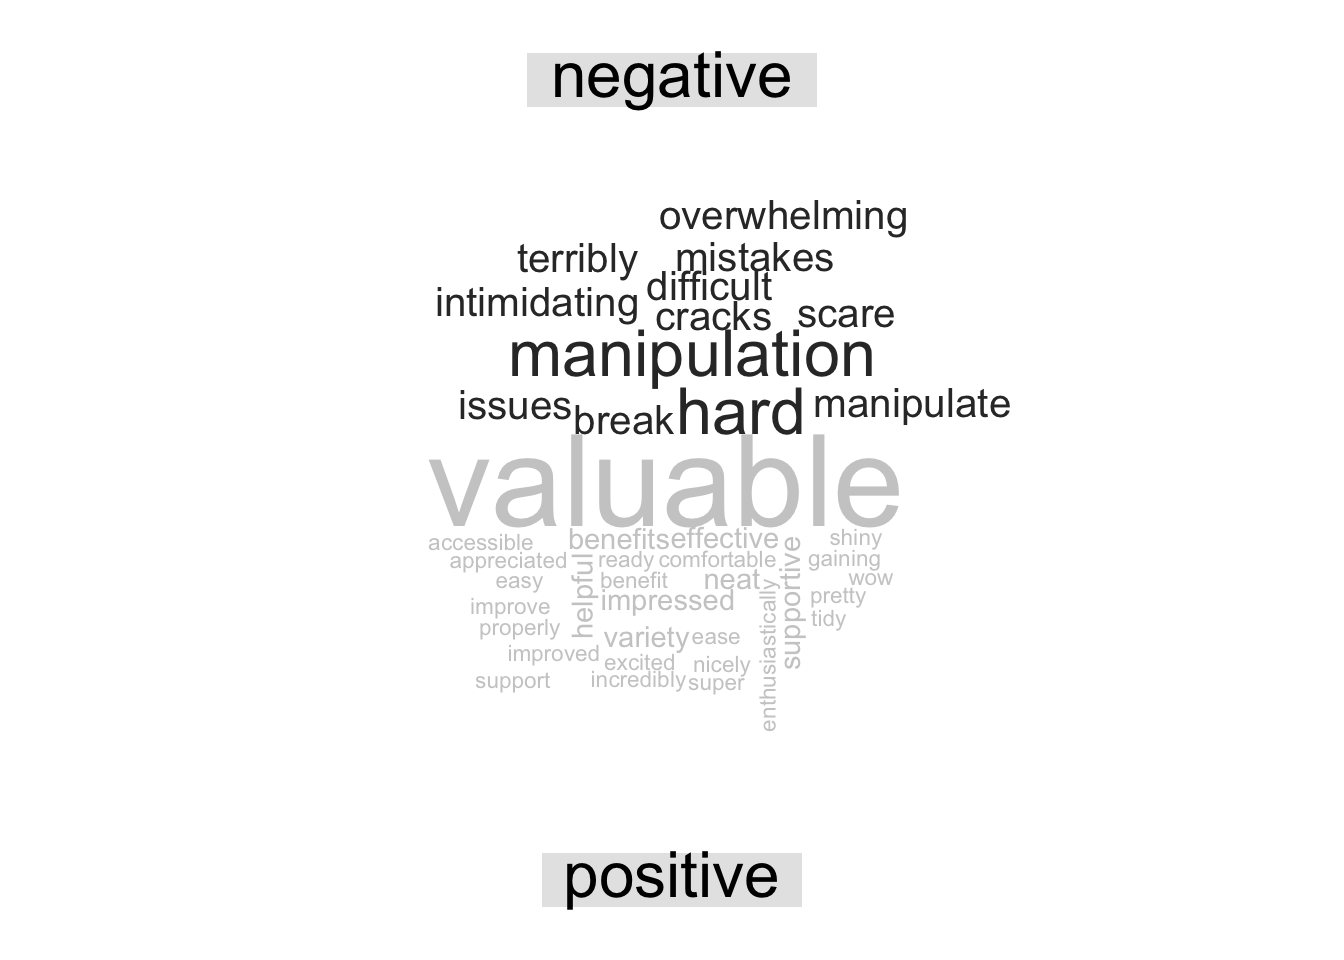 negative
overwhelming
terribly mistakes
difficult
intimidating cracks scare
manipulation
issues break hard manipulate
valuable
accessible benefits effective shiny
appreciated ready comfortable gaining
easy helpful benefit neat supportive wow
improve impressed enthusiastically pretty
properly variety ease tidy
improved excited nicely
support incredibly super
positive